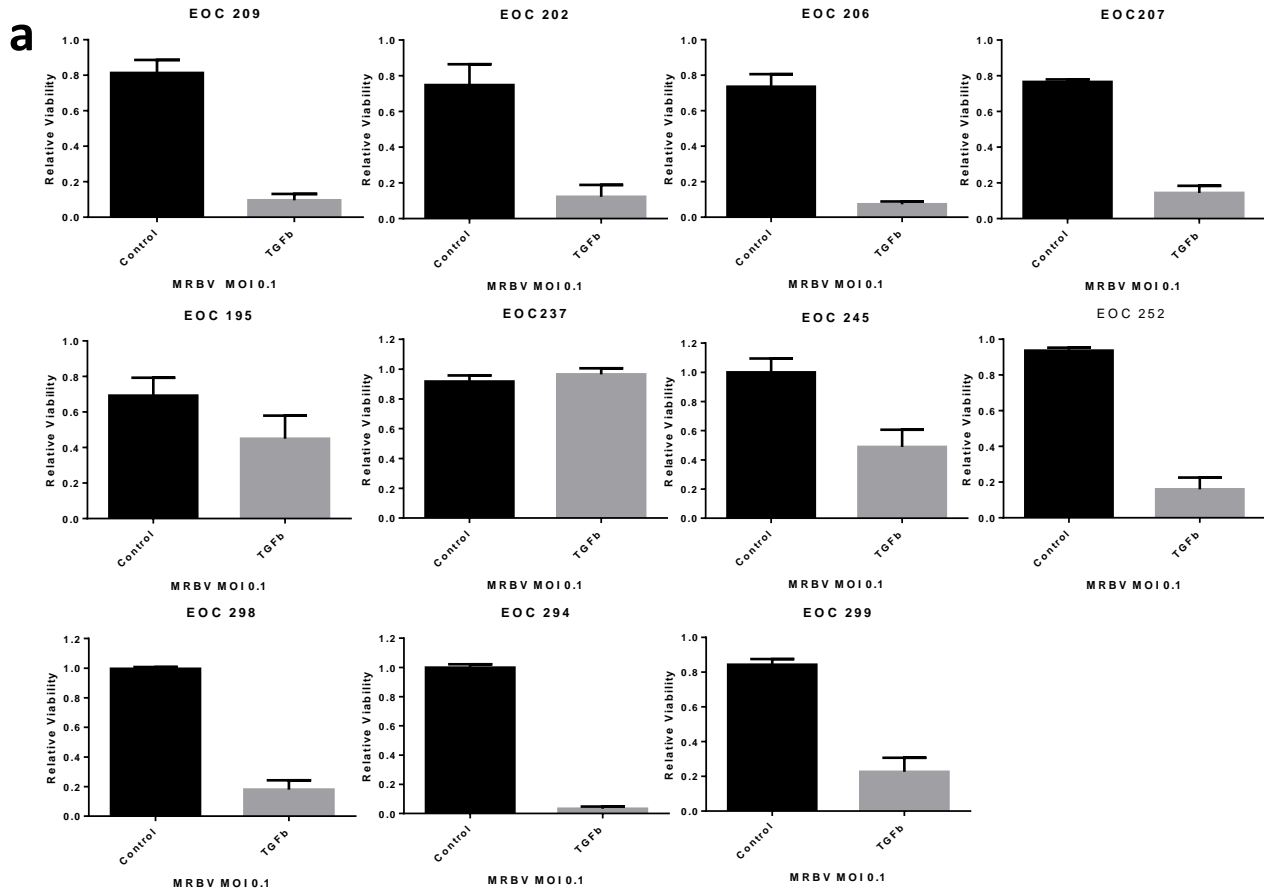 a
EOC 209
Relative Viability
1.0
0.8
0.6
0.4
0.2
0.0
Control
TGFb
MRBV MOI 0.1
EOC 202
Relative Viability
1.0
0.8
0.6
0.4
0.2
0.0
Control
TGFb
MRBV MOI 0.1
EOC 206
Relative Viability
1.0
0.8
0.6
0.4
0.2
0.0
Control
TGFb
MRBV MOI 0.1
EOC207
Relative Viability
1.0
0.8
0.6
0.4
0.2
0.0
Control
TGFb
MRBV MOI 0.1
EOC 195
Relative Viability
1.0
0.8
0.6
0.4
0.2
0.0
Control
TGFb
MRBV MOI 0.1
EOC237
Relative Viability
1.2
1.0
0.8
0.6
0.4
0.2
0.0
Control
TGFb
MRBV MOI 0.1
EOC 245
Relative Viability
1.2
1.0
0.8
0.6
0.4
0.2
0.0
Control
TGFb
MRBV MOI 0.1
EOC 252
Relative Viability
1.0
0.8
0.6
0.4
0.2
0.0
Control
TGFb
MRBV MOI 0.1
EOC 298
Relative Viability
1.2
1.0
0.8
0.6
0.4
0.2
0.0
Control
TGFb
MRBV MOI 0.1
EOC 294
Relative Viability
1.2
1.0
0.8
0.6
0.4
0.2
0.0
Control
TGFb
MRBV MOI 0.1
EOC 299
Relative Viability
1.0
0.8
0.6
0.4
0.2
0.0
Control
TGFb
MRBV MOI 0.1